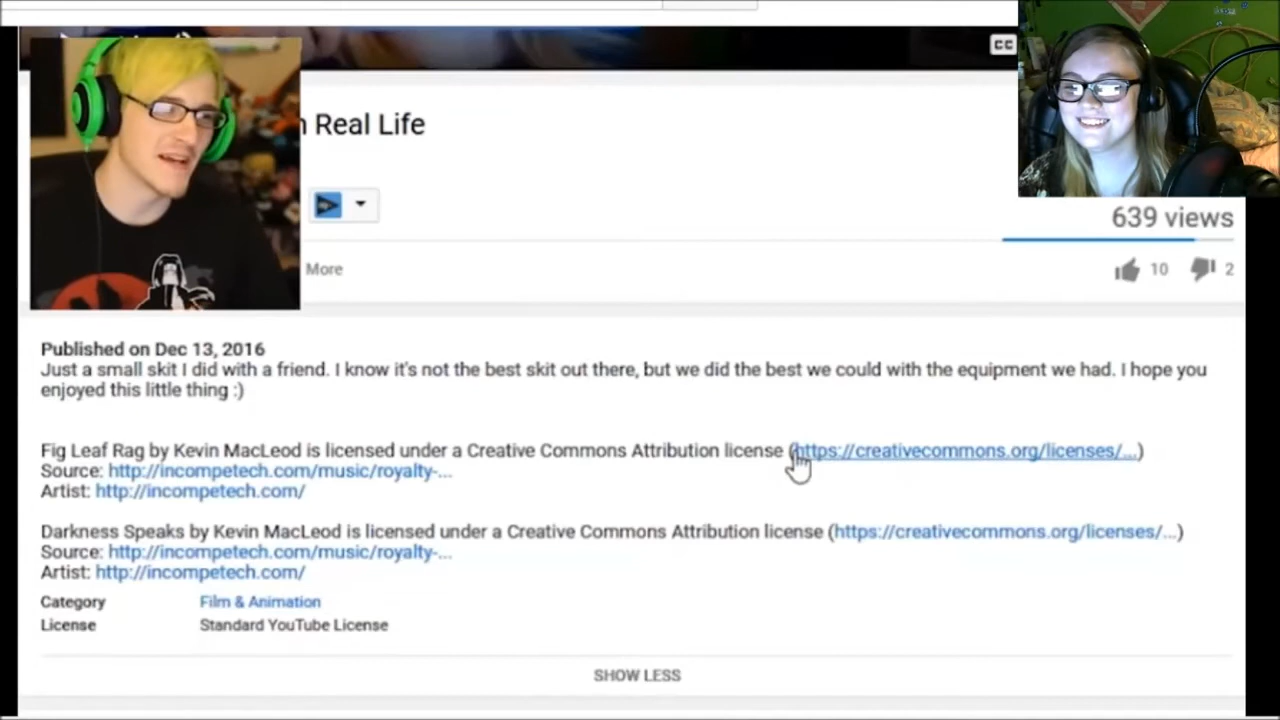 CC
Real Life
639 views
More
10
2
Published on Dec 13, 2016
Just a small skit I did with a friend. I know it's not the best skit out there, but we did the best we could with the equipment we had. I hope you
enjoyed this little thing :)
Fig Leaf Rag by Kevin MacLeod is licensed under a Creative Commons Attribution license (https://creativecommons.org/licenses/...)
Source: http://incompetech.com/music/royalty-...
Artist: http://incompetech.com/
Darkness Speaks by Kevin MacLeod is licensed under a Creative Commons Attribution license (https://creativecommons.org/licenses/...)
Source: http://incompetech.com/music/royalty-...
Artist: http://incompetech.com/
Category Film & Animation
License Standard YouTube License
SHOW LESS